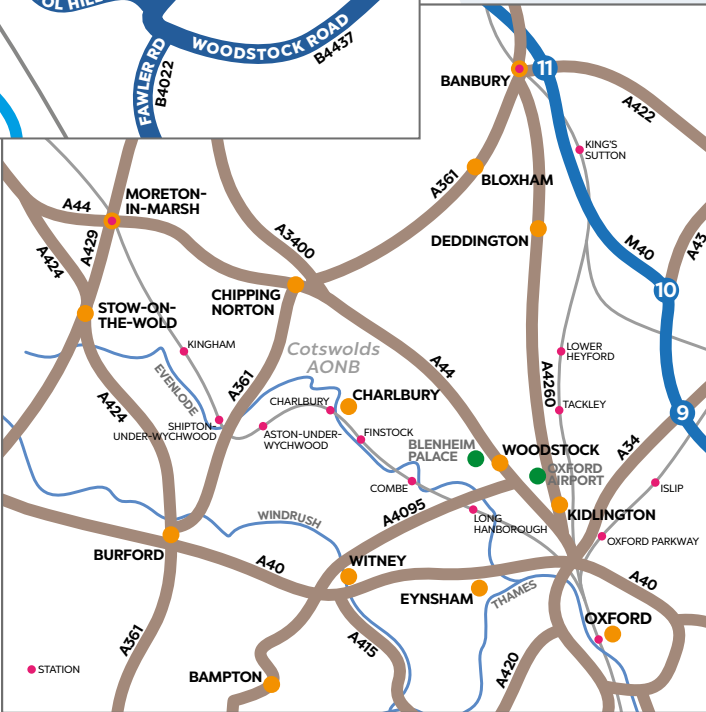 OL HILL
WOODSTOCK ROAD
B4437
FAWLER RD
B4022
BANBURY
11
A422
KING'S
SUTTON
A361
BLOXHAM
MORETON-
IN-MARSH
A44
A429
A424
A3400
DEDDINGTON
M40
A43
10
CHIPPING
NORTON
STOW-ON-
THE-WOLD
KINGHAM
Cotswolds
AONB
LOWER
HEYFORD
A44
A4260
EVENLODE
A361
CHARLBURY
CHARLBURY
TACKLEY
9
A424
SHIPTON-
UNDER-WYCHWOOD
ASTON-UNDER-
WYCHWOOD
FINSTOCK
BLENHEIM
PALACE
WOODSTOCK
A34
OXFORD
AIRPORT
COMBE
ISLIP
WINDRUSH
A4095
LONG
HANBOROUGH
KIDLINGTON
OXFORD PARKWAY
BURFORD
A40
WITNEY
EYNSHAM
THAMES
A40
OXFORD
A361
A415
A420
STATION
BAMPTON